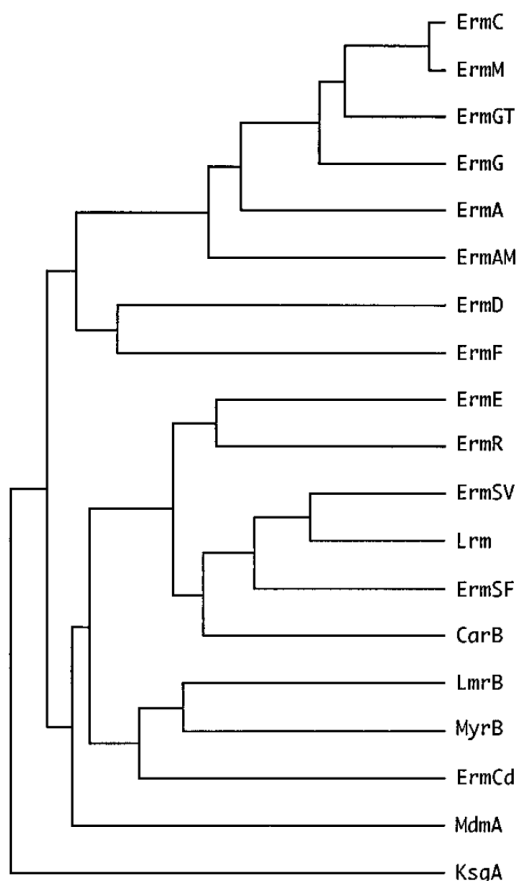 ErmC
ErmM
ErmGT
ErmG
ErmA
ErmAM
ErmD
ErmF
ErmE
ErmR
ErmSV
Lrm
ErmSF
CarB
LmrB
MyrB
ErmCd
MdmA
KsgA